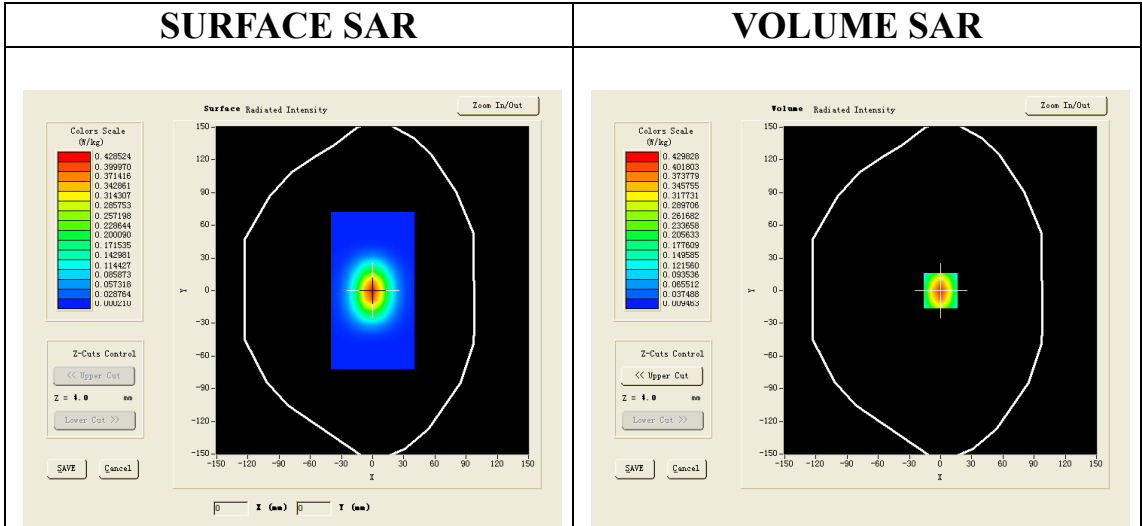 SURFACE SAR
VOLUME SAR
Surface Radiated Intensity
Zoom In/Out
Colors Scale
(W/kg)
0.428524
0.399970
0.371416
0.342861
0.314307
0.285753
0.257198
0.228644
0.200090
0.171535
0.142981
0.114427
0.085873
0.057318
0.028764
0.000210
Z-Cuts Control
<< Upper Cut
Z = 4.0 mm
Lower Cut >>
SAVE Cancel
150
120
90
60
30
0
-30
-60
-90
-120
-150
Y
-150 -120 -90 -60 -30 0 30 60 90 120 150
X
0 X (mm) 0 Y (mm)
Volume Radiated Intensity
Zoom In/Out
Colors Scale
(W/kg)
0.429828
0.401803
0.373779
0.345755
0.317731
0.289706
0.261682
0.233658
0.205633
0.177609
0.149585
0.121560
0.093536
0.065512
0.037488
0.009463
Z-Cuts Control
<< Upper Cut
Z = 4.0 mm
Lower Cut >>
SAVE Cancel
150
120
90
60
30
0
-30
-60
-90
-120
-150
Y
-150 -120 -90 -60 -30 0 30 60 90 120 150
X